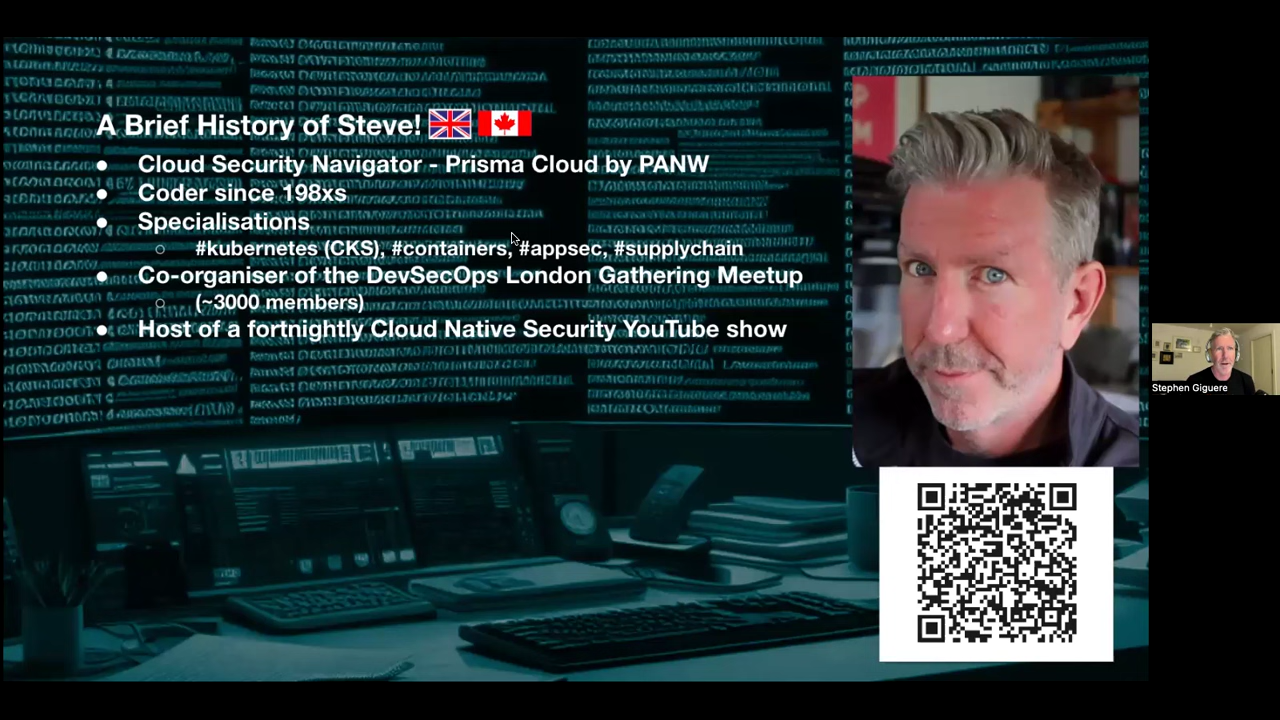 A Brief History of Steve!
● Cloud Security Navigator - Prisma Cloud by PANW
● Coder since 198xs
● Specialisations
○ #kubernetes (CKS), #containers, #appsec, #supplychain
● Co-organiser of the DevSecOps London Gathering Meetup
○ (~3000 members)
● Host of a fortnightly Cloud Native Security YouTube show
Stephen Giguere